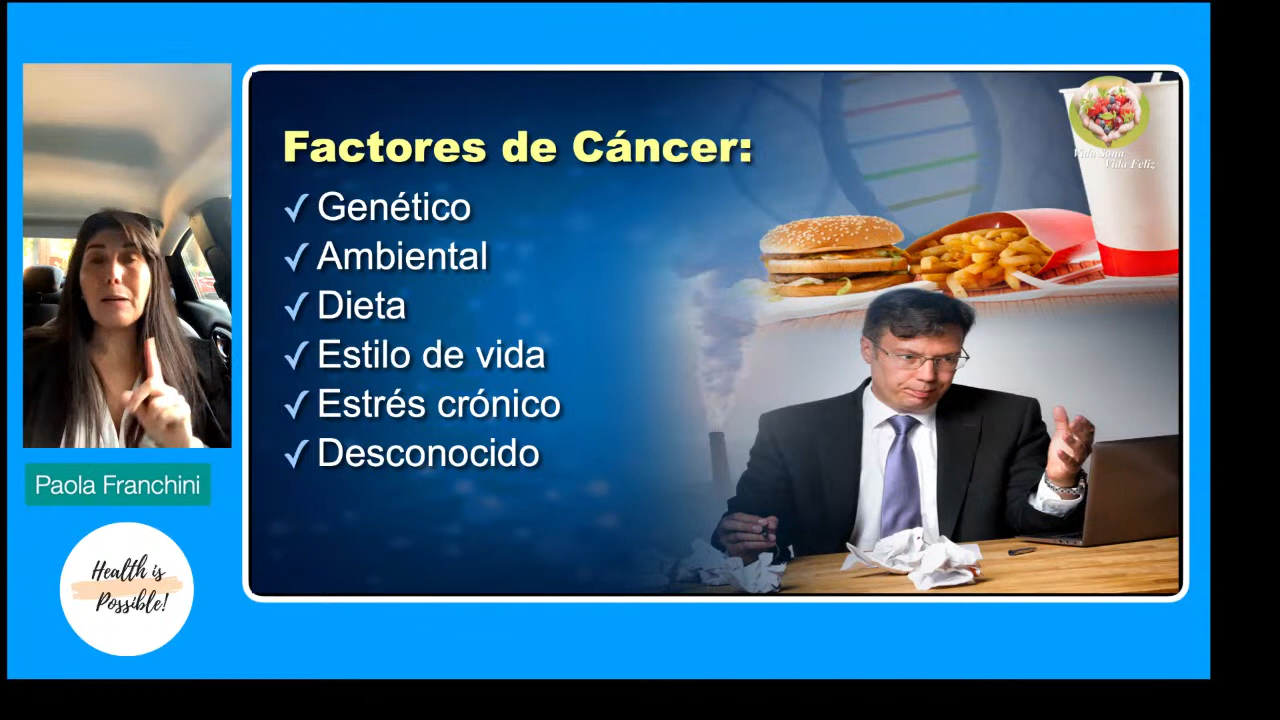 Factores de Cáncer:
✓ Genético
✓ Ambiental
✓ Dieta
✓ Estilo de vida
✓ Estrés crónico
✓ Desconocido
Vida Sana
Vida Feliz
Paola Franchini
Health is
Possible!